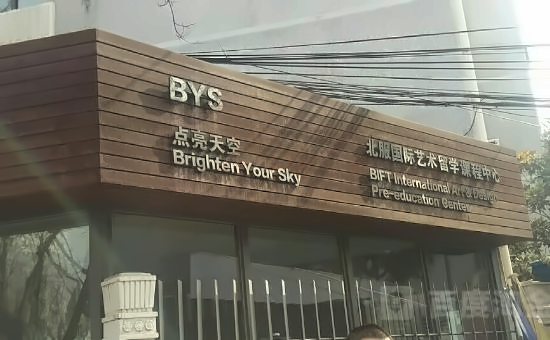 BYS
点亮天空
Brighten Your Sky
北服国际艺术留学课程中心
BIFT International Art & Design
Pre-education Center